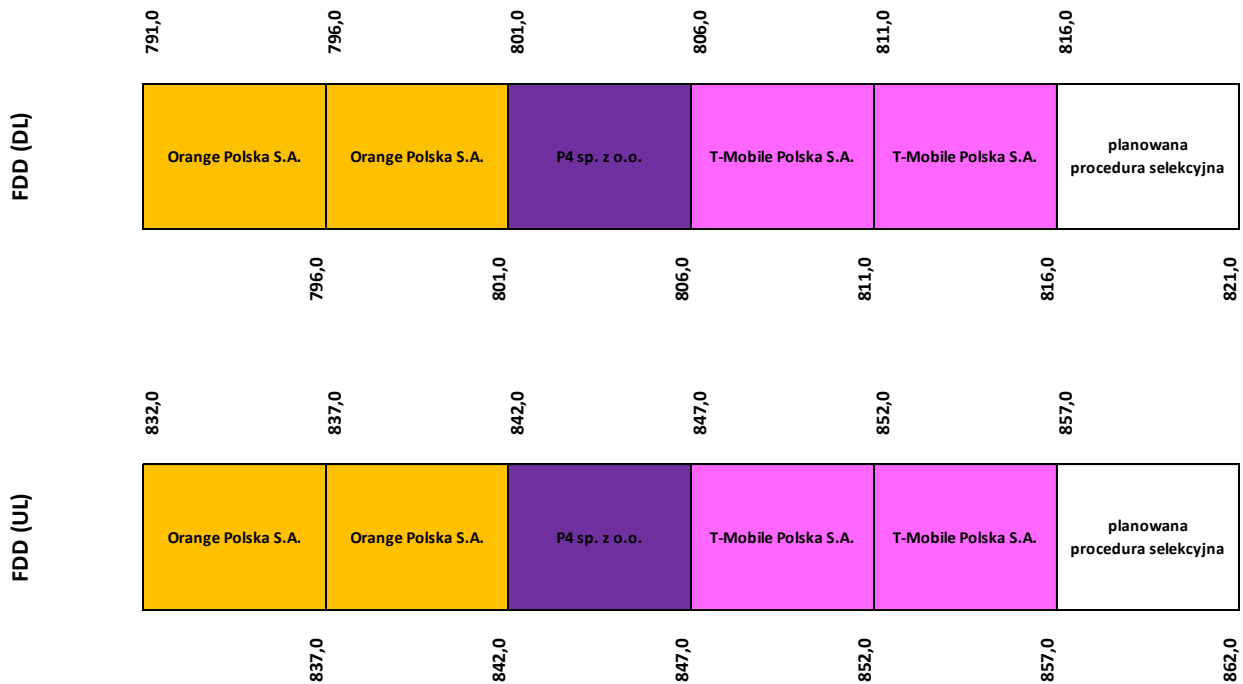 791,0 796,0 801,0 806,0 811,0 816,0
FDD (DL)
Orange Polska S.A. Orange Polska S.A. P4 sp. z o.o. T-Mobile Polska S.A. T-Mobile Polska S.A. planowana
procedura selekcyjna
796,0 801,0 806,0 811,0 816,0 821,0
832,0 837,0 842,0 847,0 852,0 857,0
FDD (UL)
Orange Polska S.A. Orange Polska S.A. P4 sp. z o.o. T-Mobile Polska S.A. T-Mobile Polska S.A. planowana
procedura selekcyjna
837,0 842,0 847,0 852,0 857,0 862,0